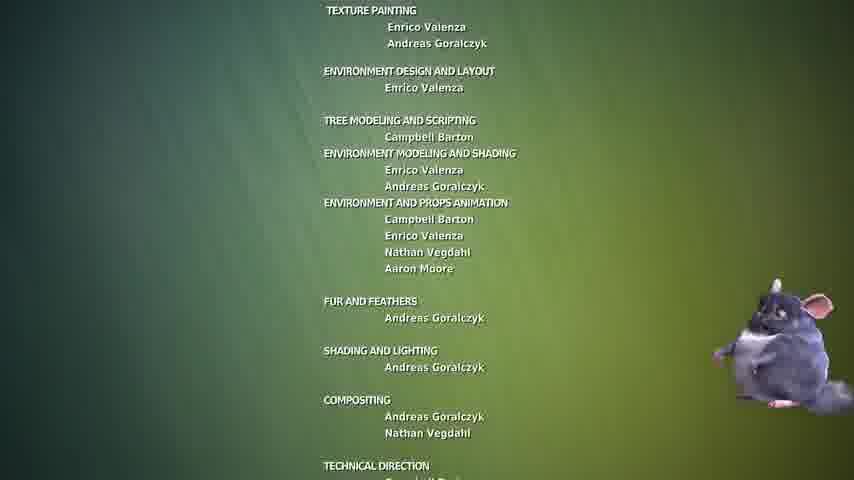 TEXTURE PAINTING
Enrico Valenza
Andreas Goralczyk
ENVIRONMENT DESIGN AND LAYOUT
Enrico Valenza
TREE MODELING AND SCRIPTING
Campbell Barton
ENVIRONMENT MODELING AND SHADING
Enrico Valenza
Andreas Goralczyk
ENVIRONMENT AND PROPS ANIMATION
Campbell Barton
Enrico Valenza
Nathan Vegdahl
Aaron Moore
FUR AND FEATHERS
Andreas Goralczyk
SHADING AND LIGHTING
Andreas Goralczyk
COMPOSITING
Andreas Goralczyk
Nathan Vegdahl
TECHNICAL DIRECTION